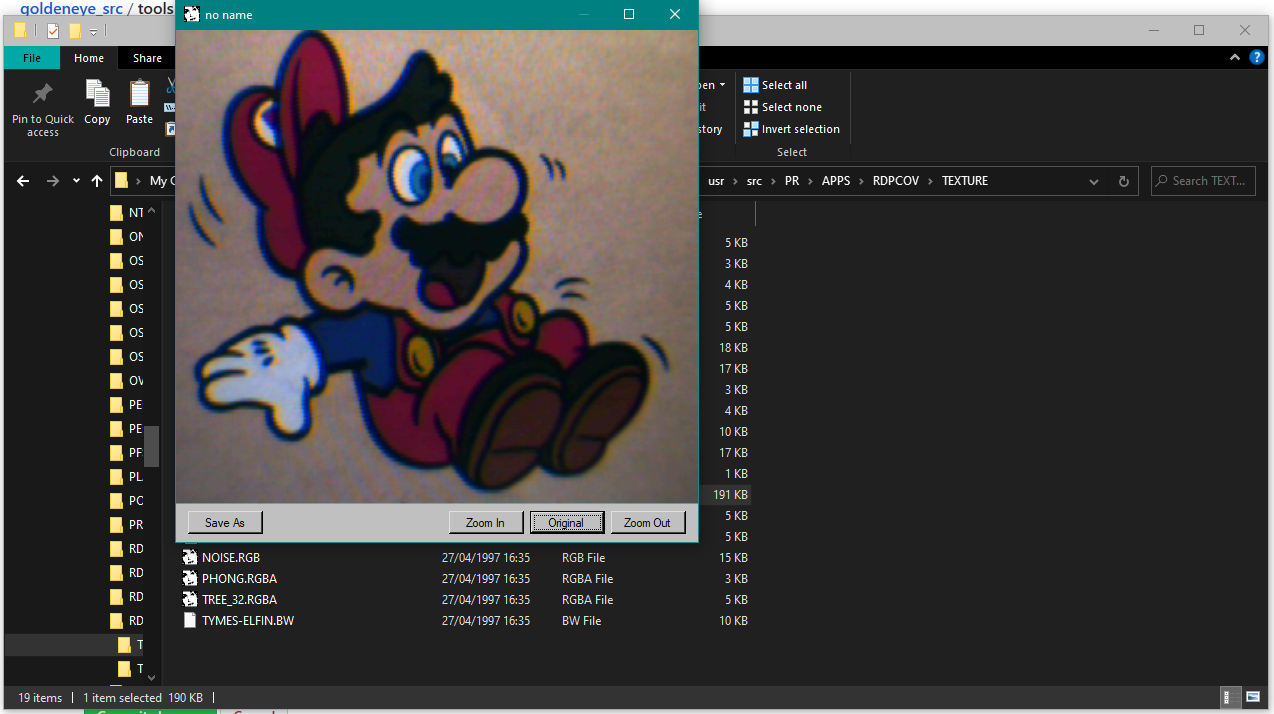 goldeneye_src / tools
no name
File
Home
Share
Pin to Quick access
Copy
Paste
Clipboard
Select all
Select none
Invert selection
Select
My
usr > src > PR > APPS > RDPCOV > TEXTURE
Search TEXT...
NT
OS
OS
OS
OS
OS
OV
PE
PE
PF
PL
PO
PR
RD
RD
RD
RD
T
T
5 KB
3 KB
4 KB
5 KB
5 KB
18 KB
17 KB
3 KB
4 KB
10 KB
17 KB
1 KB
191 KB
5 KB
5 KB
Save As
Zoom In
Original
Zoom Out
NOISE.RGB 27/04/1997 16:35 RGB File 15 KB
PHONG.RGBA 27/04/1997 16:35 RGBA File 3 KB
TREE_32.RGBA 27/04/1997 16:35 RGBA File 5 KB
TYMES-ELFIN.BW 27/04/1997 16:35 BW File 10 KB
19 items
1 item selected 190 KB